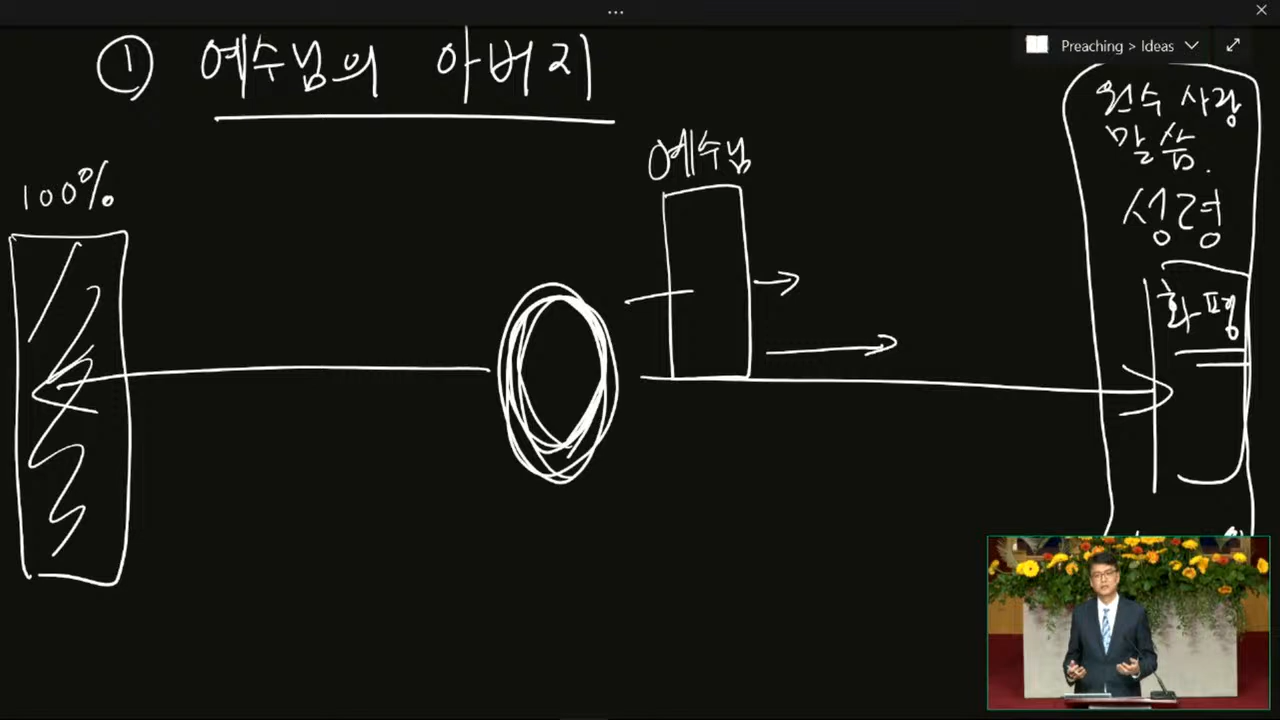 ...
Preaching > Ideas
① 예수님의 아버지
원수 사랑
말씀.
성령
화평
예수님
100%